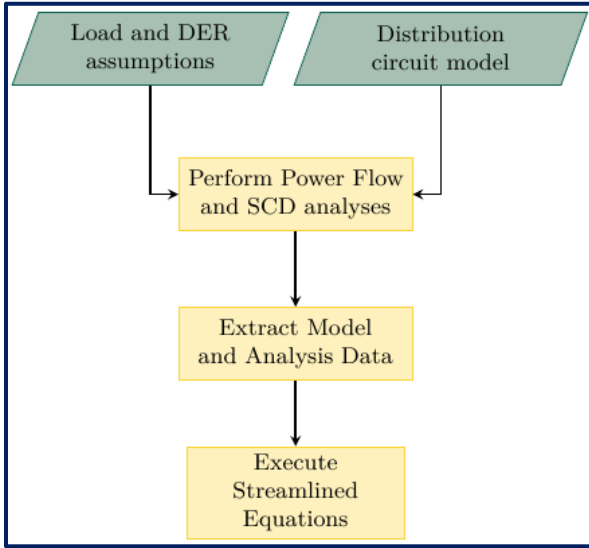 Load and DER
assumptions
Distribution
circuit model
Perform Power Flow
and SCD analyses
Extract Model
and Analysis Data
Execute
Streamlined
Equations